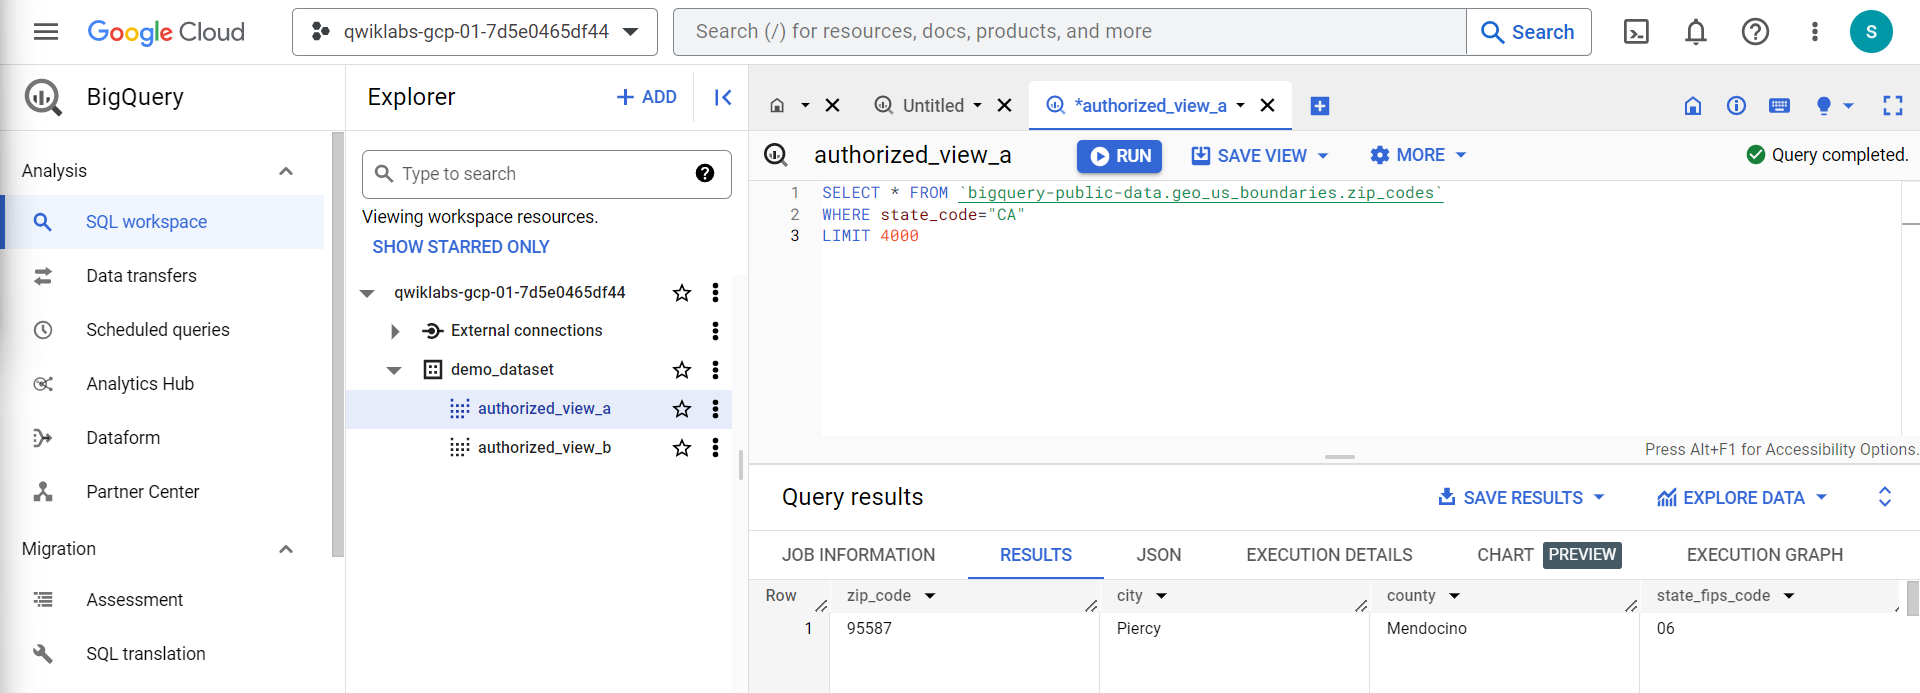 Google Cloud
qwiklabs-gcp-01-7d5e0465df44
Search (/) for resources, docs, products, and more
Search
S
BigQuery
Analysis
SQL workspace
Data transfers
Scheduled queries
Analytics Hub
Dataform
Partner Center
Migration
Assessment
SQL translation
Explorer
+ ADD
Type to search
Viewing workspace resources.
SHOW STARRED ONLY
qwiklabs-gcp-01-7d5e0465df44
External connections
demo_dataset
authorized_view_a
authorized_view_b
Untitled
*authorized_view_a
authorized_view_a
RUN
SAVE VIEW
MORE
Query completed.
1 SELECT * FROM `bigquery-public-data.geo_us_boundaries.zip_codes`
2 WHERE state_code="CA"
3 LIMIT 4000
Press Alt+F1 for Accessibility Options.
Query results
SAVE RESULTS
EXPLORE DATA
JOB INFORMATION RESULTS JSON EXECUTION DETAILS CHART PREVIEW EXECUTION GRAPH
Row zip_code city county state_fips_code
1 95587 Piercy Mendocino 06